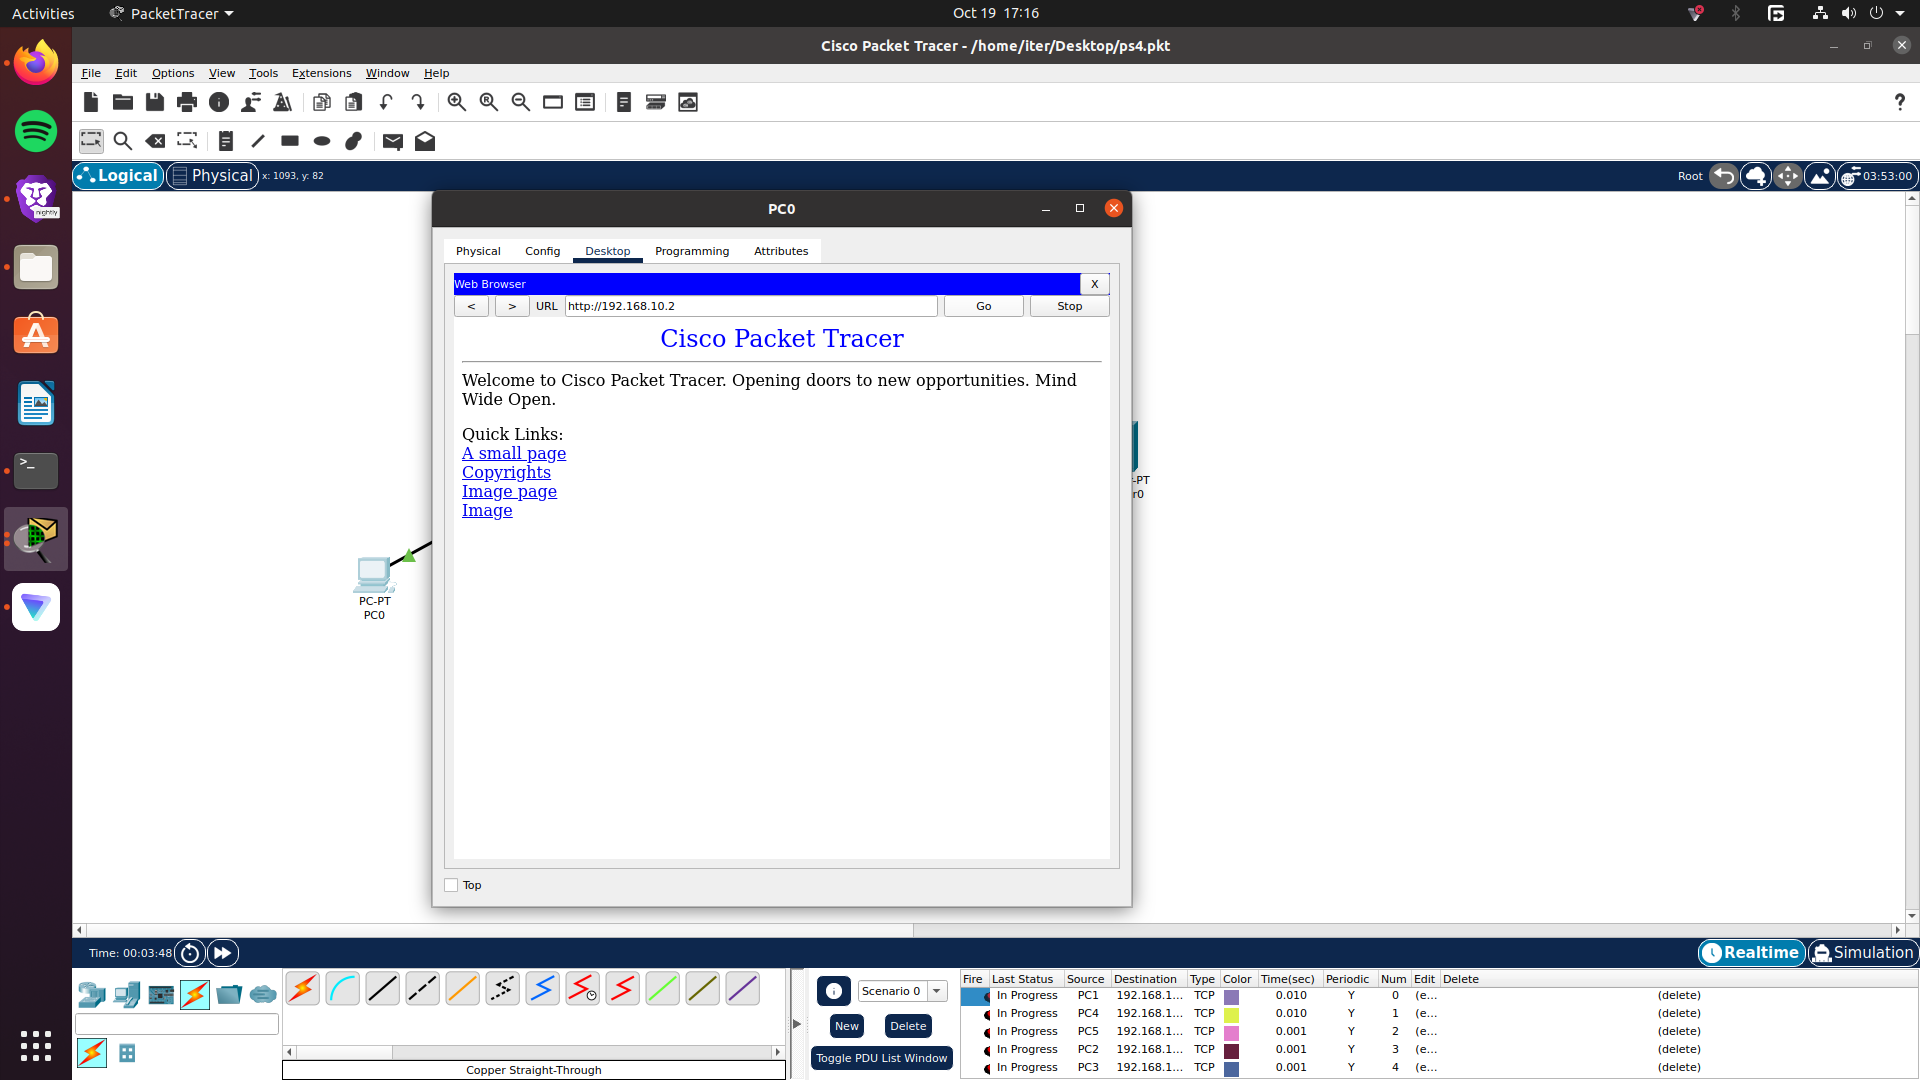 Activities
PacketTracer
Oct 19 17:16
Cisco Packet Tracer - /home/iter/Desktop/ps4.pkt
File Edit Options View Tools Extensions Window Help
?
Logical
Physical
x: 1093, y: 82
Root
03:53:00
nightly
PC0
Physical Config Desktop Programming Attributes
Web Browser
X
< > URL http://192.168.10.2 Go Stop
Cisco Packet Tracer
Welcome to Cisco Packet Tracer. Opening doors to new opportunities. Mind
Wide Open.
Quick Links:
A small page
Copyrights
Image page
Image
-PT
r0
PC-PT
PC0
Top
Time: 00:03:48
Realtime
Simulation
Scenario 0
New
Delete
Toggle PDU List Window
Copper Straight-Through
Fire Last Status Source Destination Type Color Time(sec) Periodic Num Edit Delete
In Progress PC1 192.168.1... TCP 0.010 Y 0 (e... (delete)
In Progress PC4 192.168.1... TCP 0.010 Y 1 (e... (delete)
In Progress PC5 192.168.1... TCP 0.001 Y 2 (e... (delete)
In Progress PC2 192.168.1... TCP 0.001 Y 3 (e... (delete)
In Progress PC3 192.168.1... TCP 0.001 Y 4 (e... (delete)